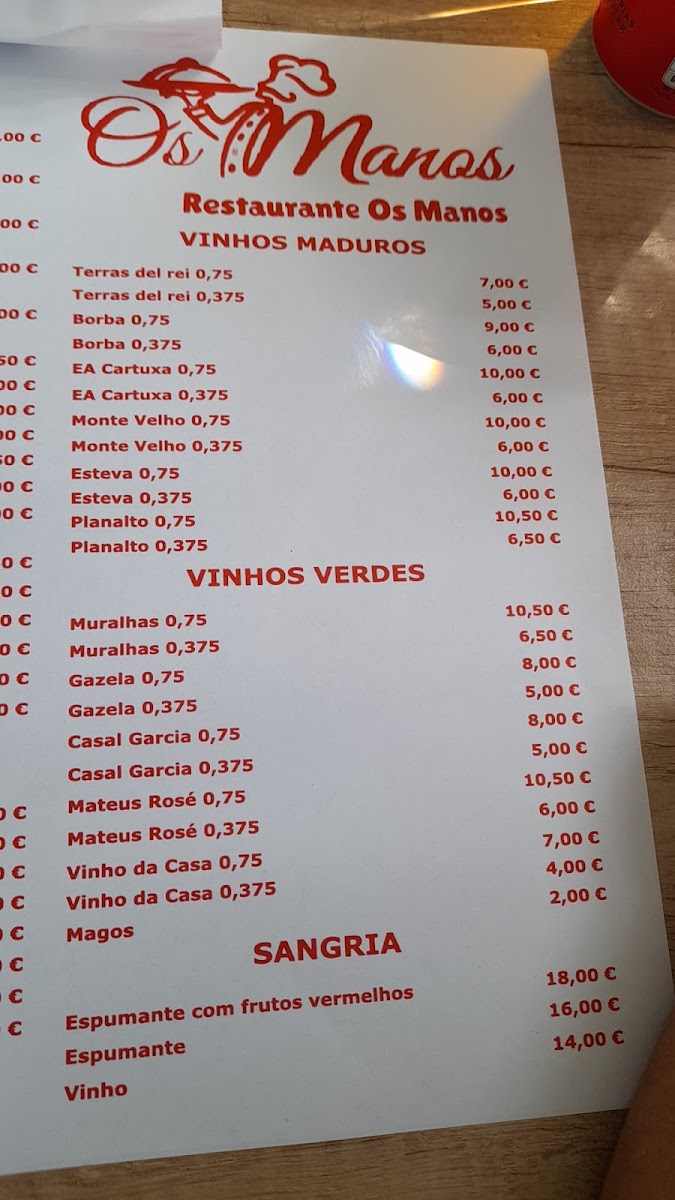 Os Manos
Restaurante Os Manos
VINHOS MADUROS
Terras del rei 0,75 7,00 €
Terras del rei 0,375 5,00 €
Borba 0,75 9,00 €
Borba 0,375 6,00 €
EA Cartuxa 0,75 10,00 €
EA Cartuxa 0,375 6,00 €
Monte Velho 0,75 10,00 €
Monte Velho 0,375 6,00 €
Esteva 0,75 10,00 €
Esteva 0,375 6,00 €
Planalto 0,75 10,50 €
Planalto 0,375 6,50 €
VINHOS VERDES
Muralhas 0,75 10,50 €
Muralhas 0,375 6,50 €
Gazela 0,75 8,00 €
Gazela 0,375 5,00 €
Casal Garcia 0,75 8,00 €
Casal Garcia 0,375 5,00 €
Mateus Rosé 0,75 10,50 €
Mateus Rosé 0,375 6,00 €
Vinho da Casa 0,75 7,00 €
Vinho da Casa 0,375 4,00 €
Magos 2,00 €
SANGRIA
Espumante com frutos vermelhos 18,00 €
Espumante 16,00 €
Vinho 14,00 €